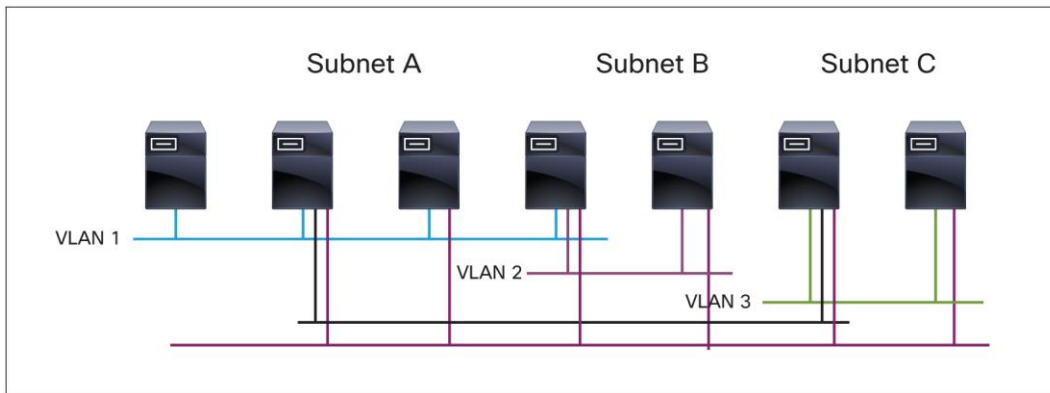 Subnet A
Subnet B
Subnet C
VLAN 1
VLAN 2
VLAN 3